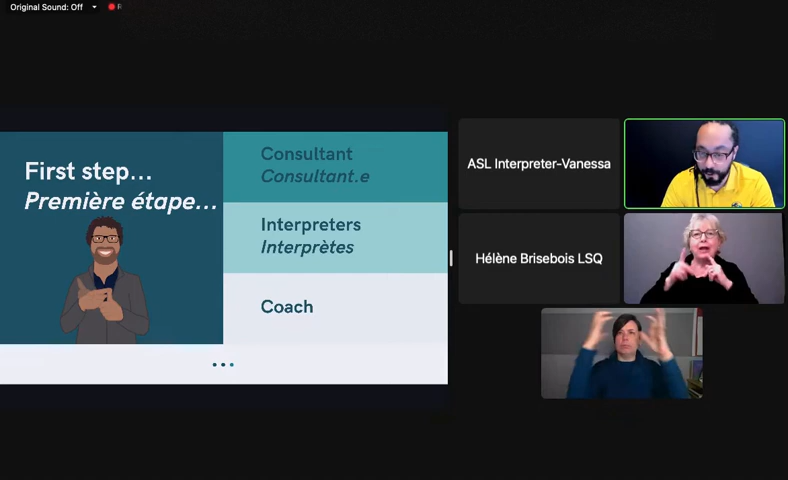 Original Sound: Off
First step...
Première étape...
Consultant
Consultant.e
Interpreters
Interprètes
Coach
ASL Interpreter-Vanessa
Hélène Brisebois LSQ